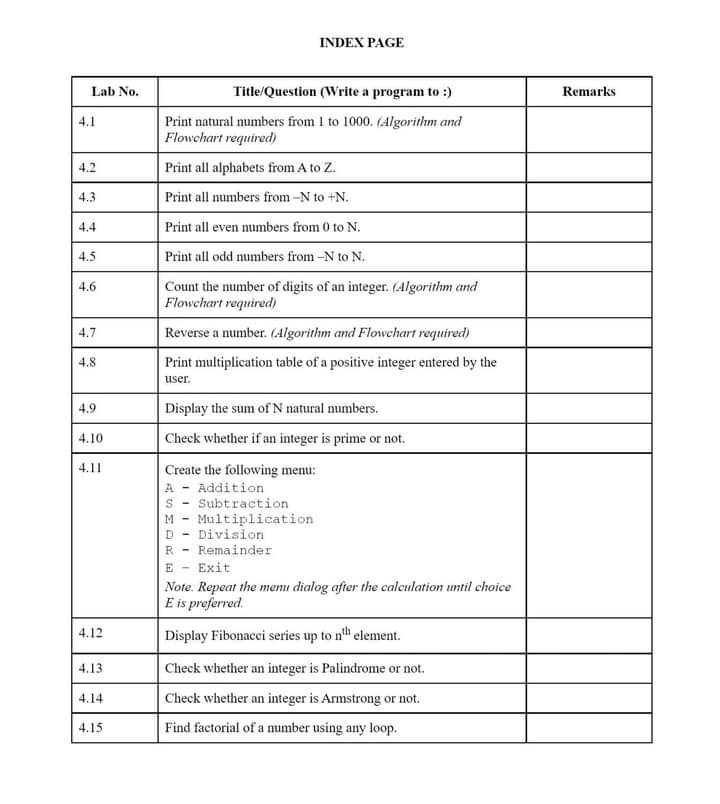 INDEX PAGE
Lab No. Title/Question (Write a program to :) Remarks
4.1 Print natural numbers from 1 to 1000. (Algorithm and
Flowchart required)
4.2 Print all alphabets from A to Z.
4.3 Print all numbers from –N to +N.
4.4 Print all even numbers from 0 to N.
4.5 Print all odd numbers from –N to N.
4.6 Count the number of digits of an integer. (Algorithm and
Flowchart required)
4.7 Reverse a number. (Algorithm and Flowchart required)
4.8 Print multiplication table of a positive integer entered by the
user.
4.9 Display the sum of N natural numbers.
4.10 Check whether if an integer is prime or not.
4.11 Create the following menu:
A - Addition
S - Subtraction
M - Multiplication
D - Division
R - Remainder
E – Exit
Note. Repeat the menu dialog after the calculation until choice
E is preferred.
4.12 Display Fibonacci series up to nth element.
4.13 Check whether an integer is Palindrome or not.
4.14 Check whether an integer is Armstrong or not.
4.15 Find factorial of a number using any loop.